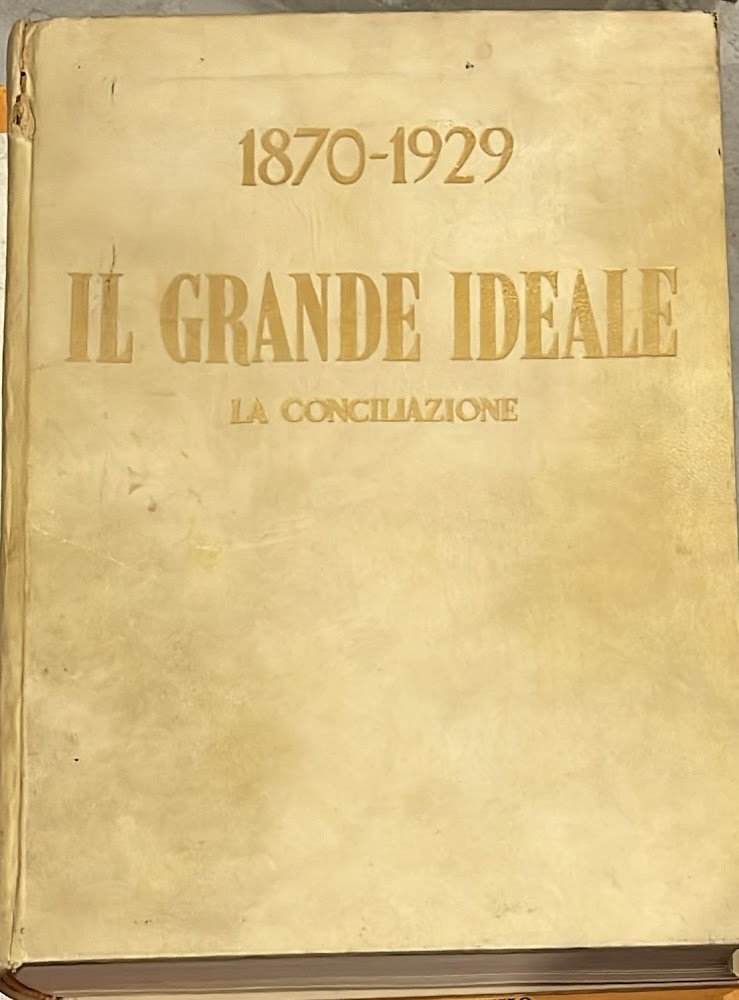 1870-1929
IL GRANDE IDEALE
LA CONCILIAZIONE